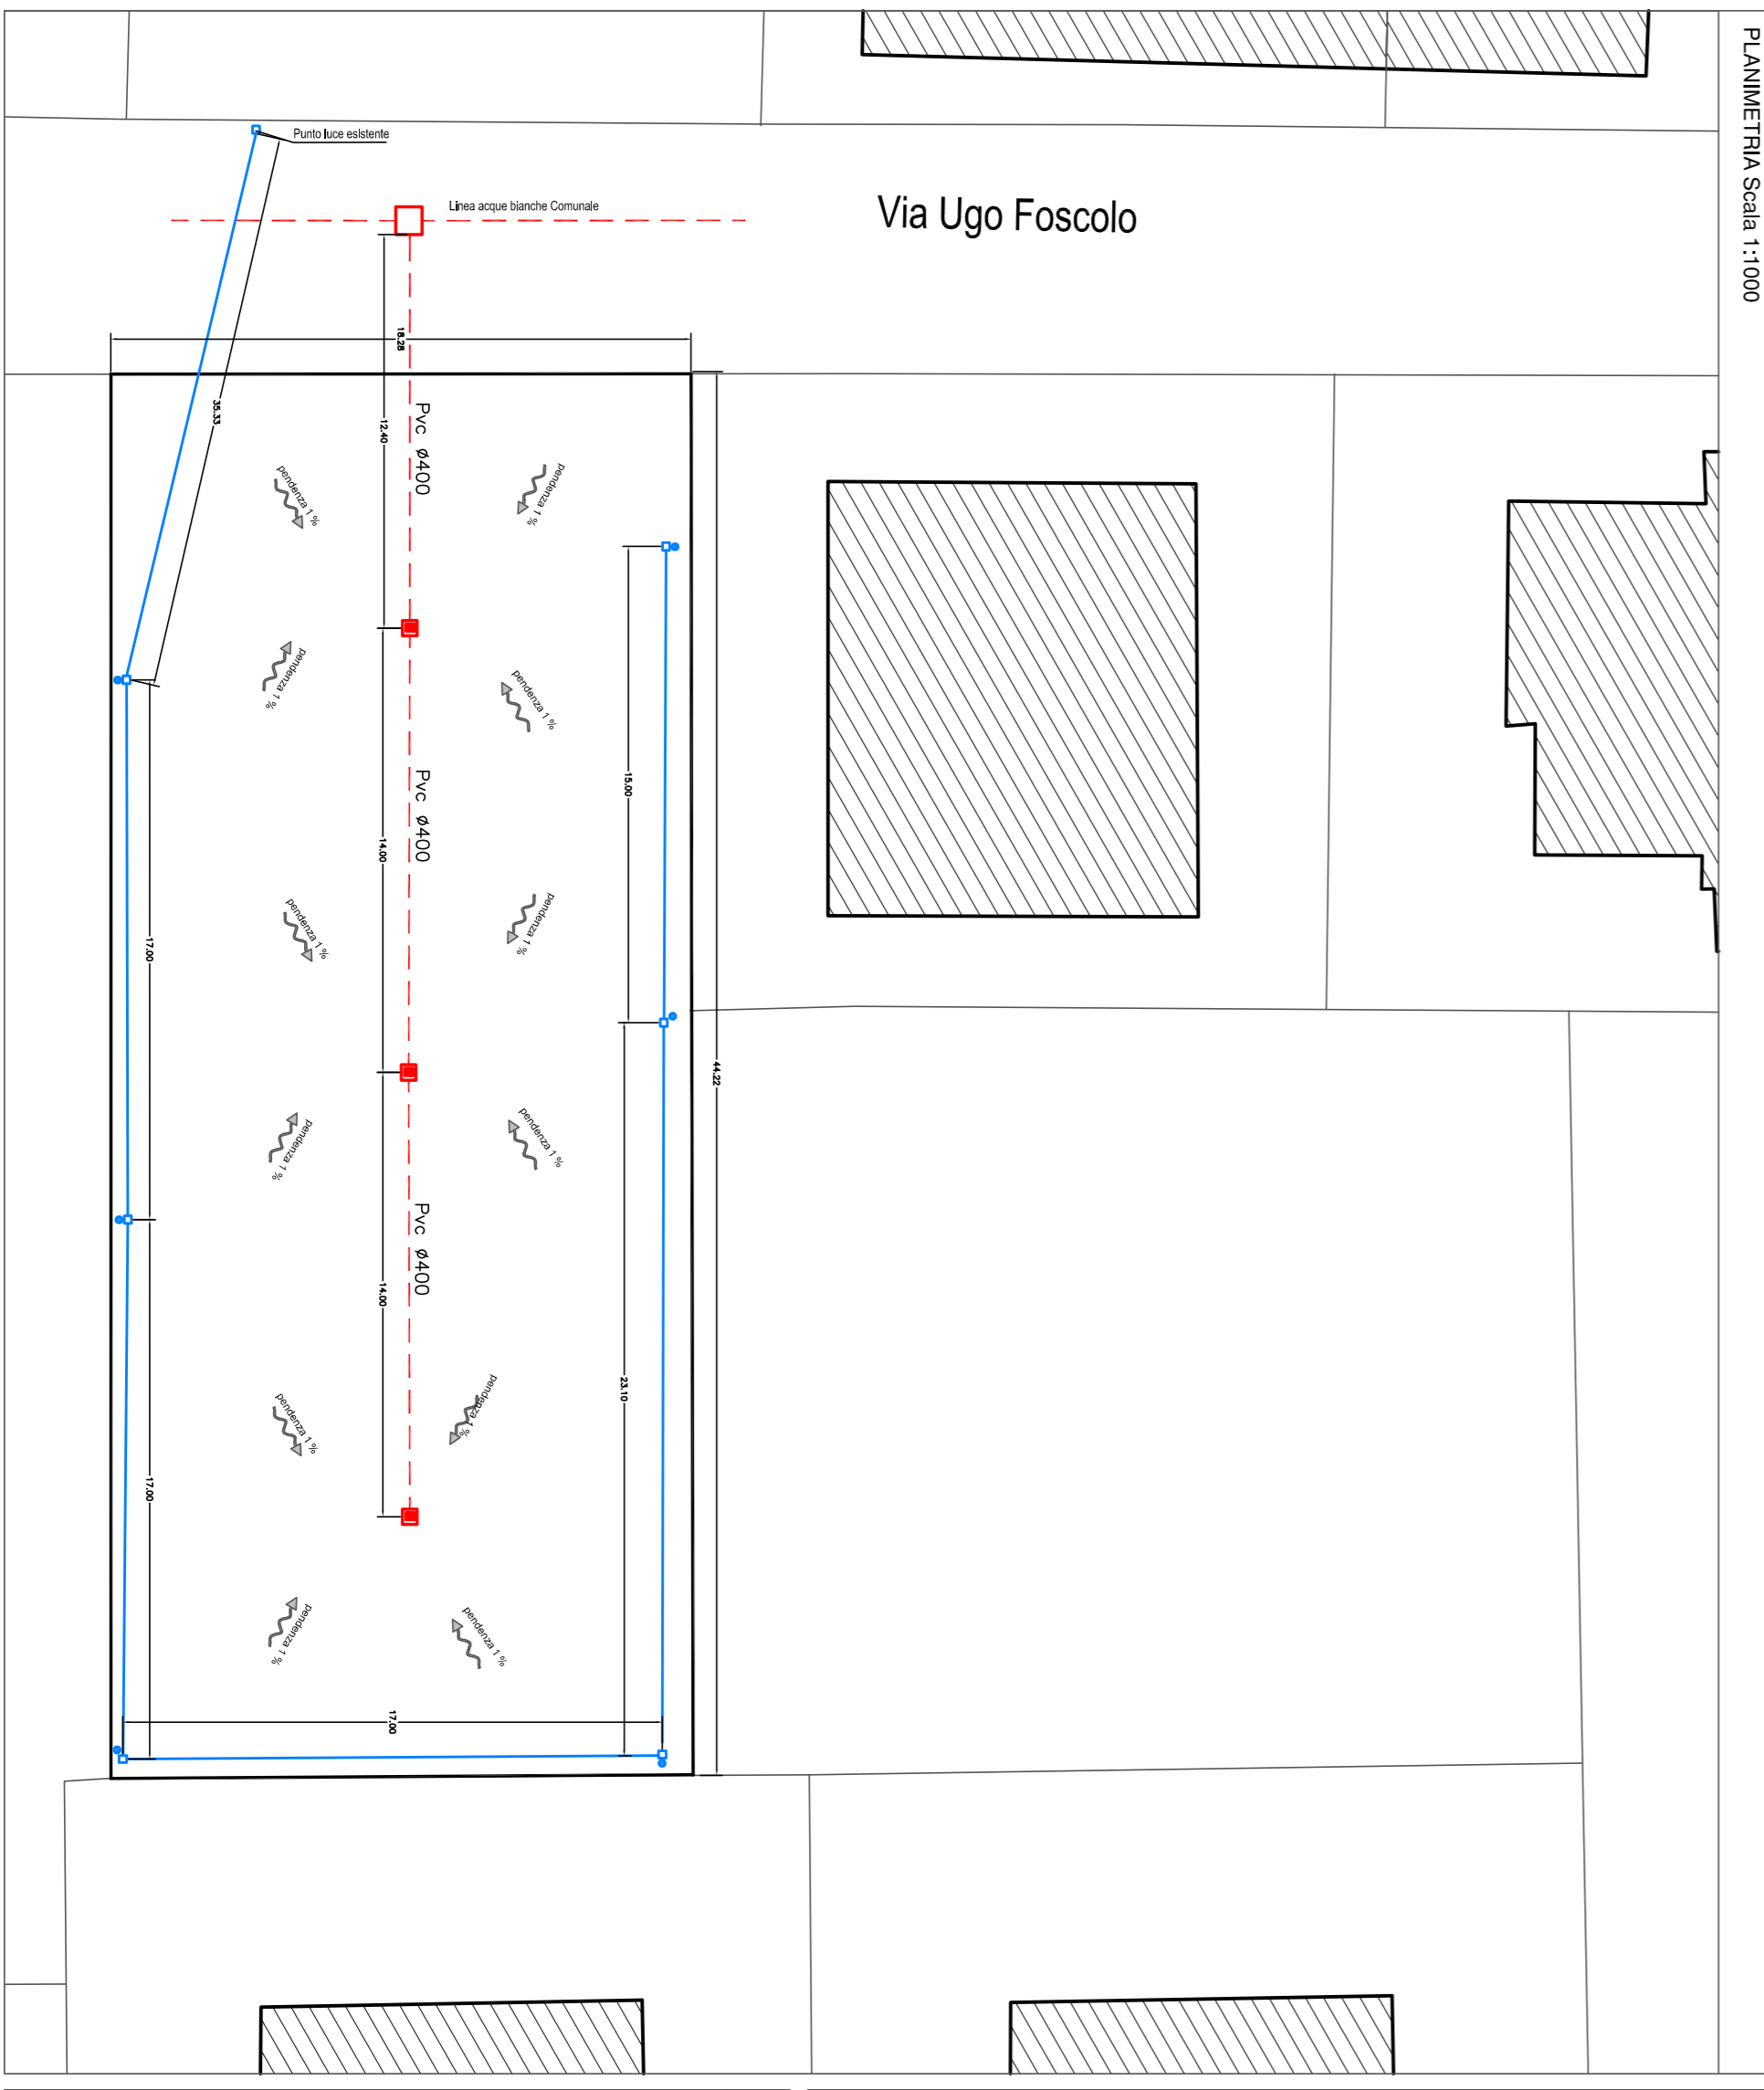 PLANIMETRIA Scala 1:1000
Punto luce esistente
Linea acque bianche Comunale
Via Ugo Foscolo
18.28
35.33
12.40
Pvc ø400
pendenza 1 %
pendenza 1 %
pendenza 1 %
pendenza 1 %
15.00
Pvc ø400
14.00
17.00
pendenza 1 %
pendenza 1 %
44.22
pendenza 1 %
pendenza 1 %
Pvc ø400
14.00
23.10
pendenza 1 %
pendenza 1 %
17.00
pendenza 1 %
pendenza 1 %
17.00